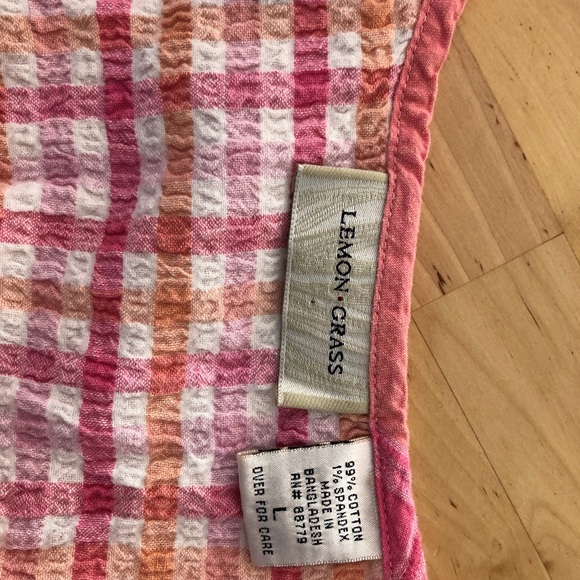 LEMON·GRASS
99% COTTON
1% SPANDEX
MADE IN
BANGLADESH
RN# 88779
L
OVER FOR CARE